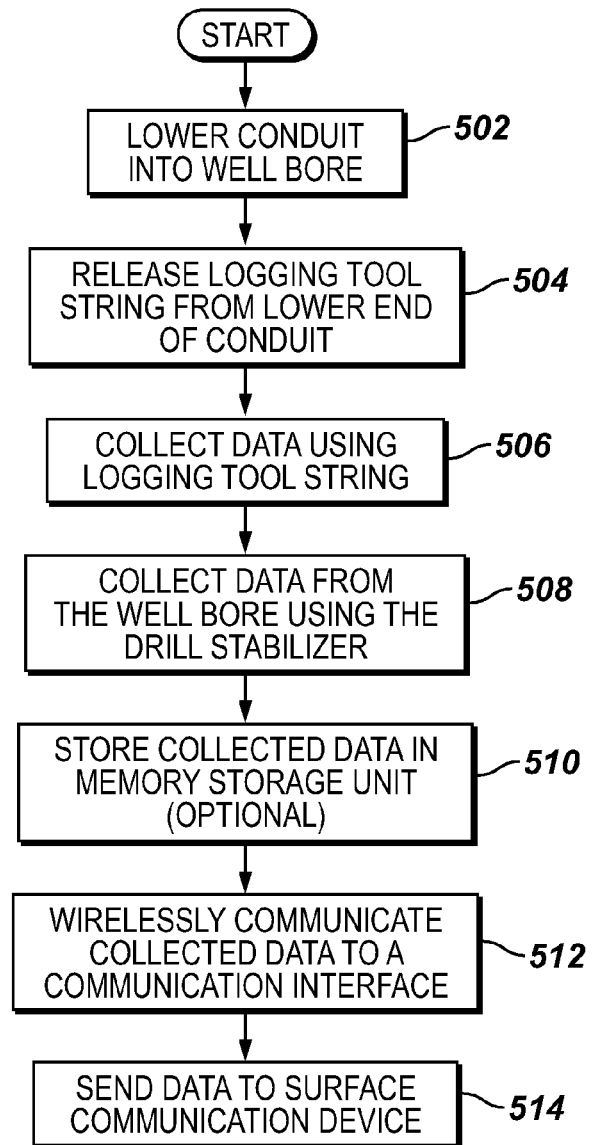 START
LOWER CONDUIT
INTO WELL BORE
502
RELEASE LOGGING TOOL
STRING FROM LOWER END
OF CONDUIT
504
COLLECT DATA USING
LOGGING TOOL STRING
506
COLLECT DATA FROM
THE WELL BORE USING THE
DRILL STABILIZER
508
STORE COLLECTED DATA IN
MEMORY STORAGE UNIT
(OPTIONAL)
510
WIRELESSLY COMMUNICATE
COLLECTED DATA TO A
COMMUNICATION INTERFACE
512
SEND DATA TO SURFACE
COMMUNICATION DEVICE
514